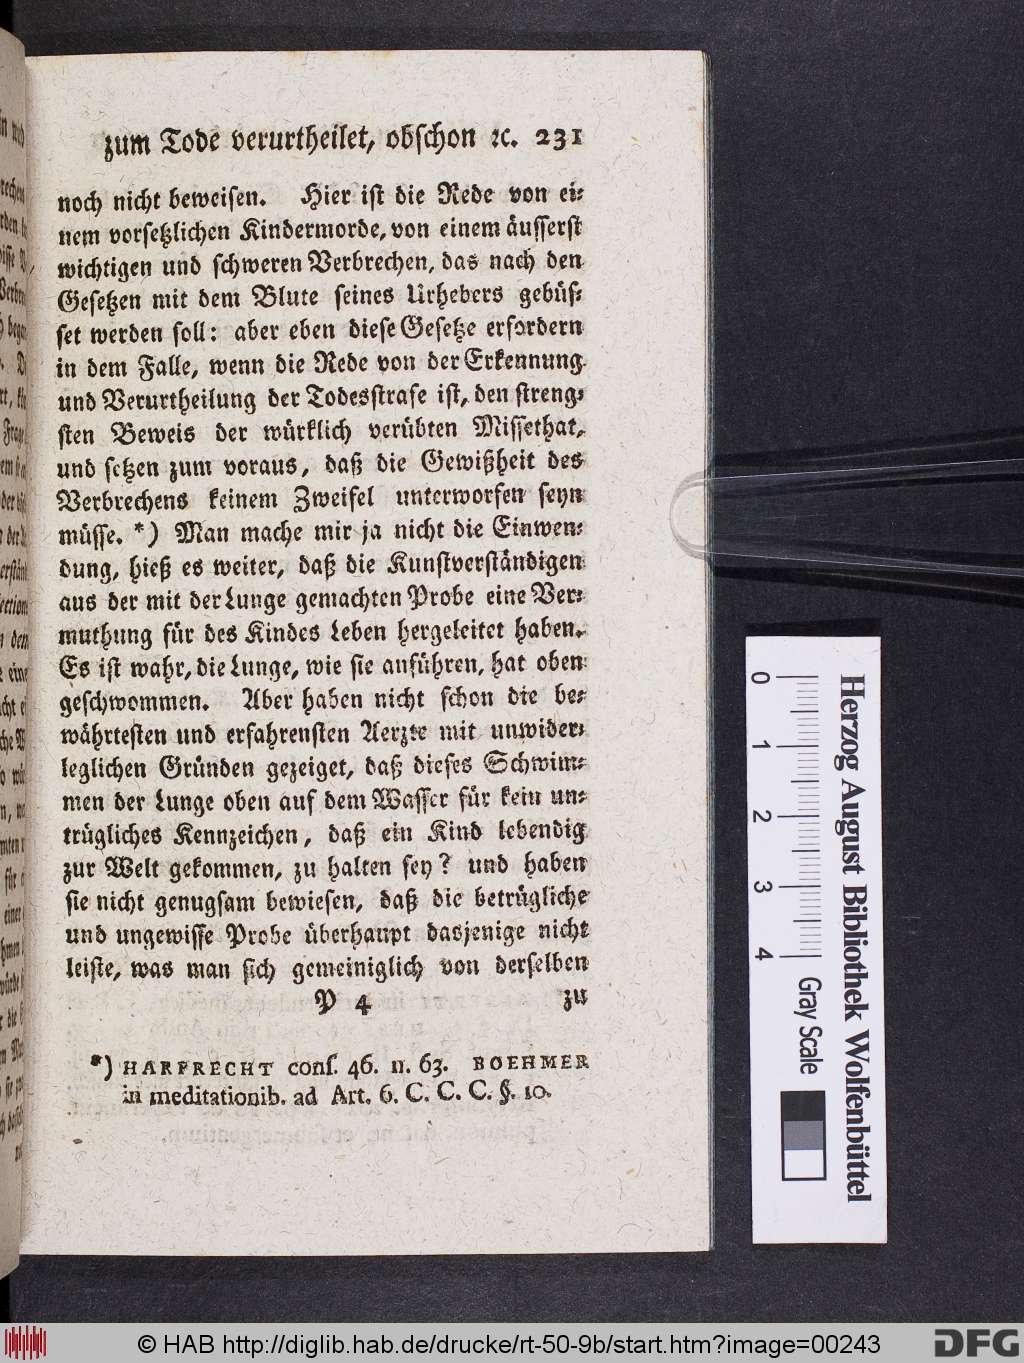 zum Tode verurtheilet, obschon ꝛc. 231
noch nicht beweisen. Hier ist die Rede von ei⸗
nem vorsetzlichen Kindermorde, von einem äusserst
wichtigen und schweren Verbrechen, das nach den
Gesetzen mit dem Blute seines Urhebers gebüs⸗
set werden soll: aber eben diese Gesetze erfordern
in dem Falle, wenn die Rede von der Erkennung
und Verurtheilung der Todesstrafe ist, den streng⸗
sten Beweis der würklich verübten Missethat,
und setzen zum voraus, daß die Gewißheit des
Verbrechens keinem Zweifel unterworfen seyn
müsse. *) Man mache mir ja nicht die Einwen⸗
dung, hieß es weiter, daß die Kunstverständigen
aus der mit der Lunge gemachten Probe eine Ver⸗
muthung für des Kindes Leben hergeleitet haben.
Es ist wahr, die Lunge, wie sie anführen, hat oben
geschwommen. Aber haben nicht schon die be⸗
währtesten und erfahrensten Aerzte mit unwider⸗
leglichen Gründen gezeiget, daß dieses Schwim⸗
men der Lunge oben auf dem Wasser für kein un⸗
trügliches Kennzeichen, daß ein Kind lebendig
zur Welt gekommen, zu halten sey? und haben
sie nicht genugsam bewiesen, daß die betrügliche
und ungewisse Probe überhaupt dasjenige nicht
leiste, was man sich gemeiniglich von derselben
P 4 zu
*) HARPRECHT conſ. 46. n. 63. BOEHMER
in meditationib. ad Art. 6. C. C. C. §. 10.
Herzog August Bibliothek Wolfenbüttel
0 1 2 3 4 Gray Scale
© HAB http://diglib.hab.de/drucke/rt-50-9b/start.htm?image=00243
DFG